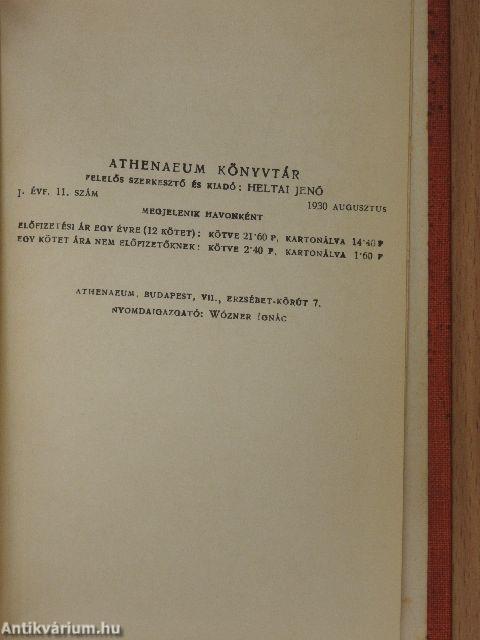 ATHENAEUM KÖNYVTÁR
FELELŐS SZERKESZTŐ ÉS KIADÓ: HELTAI JENŐ
I. ÉVF. 11. SZÁM 1930 AUGUSZTUS
MEGJELENIK HAVONKÉNT
ELŐFIZETÉSI ÁR EGY ÉVRE (12 KÖTET): KÖTVE 21·60 P, KARTONÁLVA 14·40 P
EGY KÖTET ÁRA NEM ELŐFIZETŐKNEK: KÖTVE 2·40 P, KARTONÁLVA 1·60 P
ATHENAEUM, BUDAPEST, VII., ERZSÉBET-KÖRÚT 7.
NYOMDAIGAZGATÓ: WÓZNER IGNÁC
Antikvárium.hu